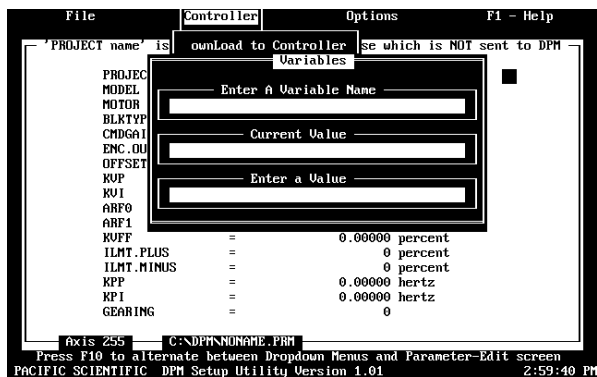 File Controller Options F1 - Help
'PROJECT name' is ownLoad to Controller se which is NOT sent to DPM
Variables
PROJEC
MODEL Enter A Variable Name
MOTOR
BLKTYP
CMDGAI Current Value
ENC.OU
OFFSET
KVP Enter a Value
KVI
ARF0
ARF1
KVFF = 0.00000 percent
ILMT.PLUS = 0 percent
ILMT.MINUS = 0 percent
KPP = 0.00000 hertz
KPI = 0.00000 hertz
GEARING = 0
Axis 255 C:\DPM\NONAME.PRM
Press F10 to alternate between Dropdown Menus and Parameter-Edit screen
PACIFIC SCIENTIFIC DPM Setup Utility Version 1.01 2:59:40 PM